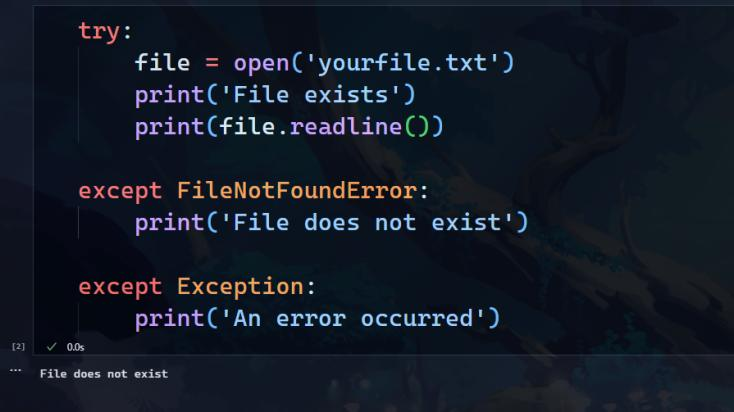 try:
    file = open('yourfile.txt')
    print('File exists')
    print(file.readline())
except FileNotFoundError:
    print('File does not exist')
except Exception:
    print('An error occurred')
[2] ✓ 0.0s
... File does not exist